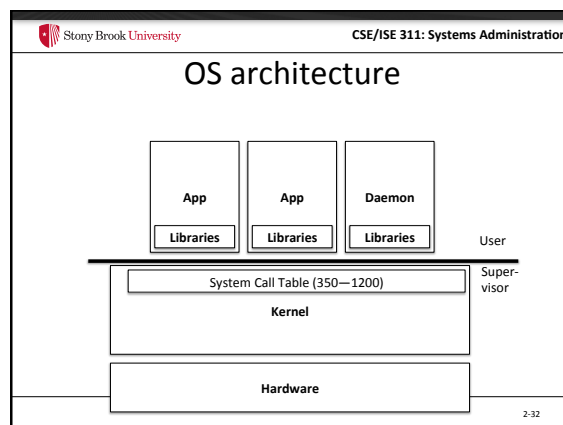 Stony Brook University
CSE/ISE 311: Systems Administration
OS architecture
App
App
Daemon
Libraries
Libraries
Libraries
User
Super-
visor
System Call Table (350—1200)
Kernel
Hardware
2-32